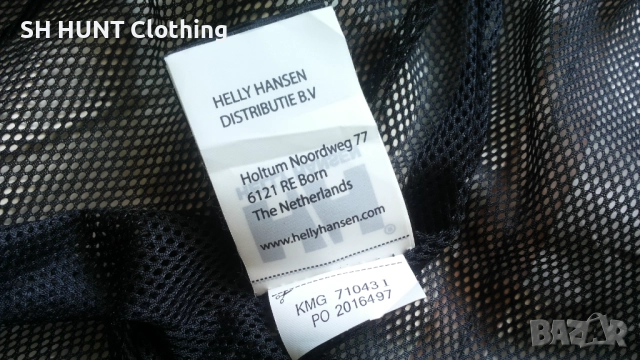 SH HUNT Clothing
HELLY HANSEN
DISTRIBUTIE B.V
Holtum Noordweg 77
6121 RE Born
The Netherlands
www.hellyhansen.com
®
KMG 71043 I
PO 2016497
BAZAR